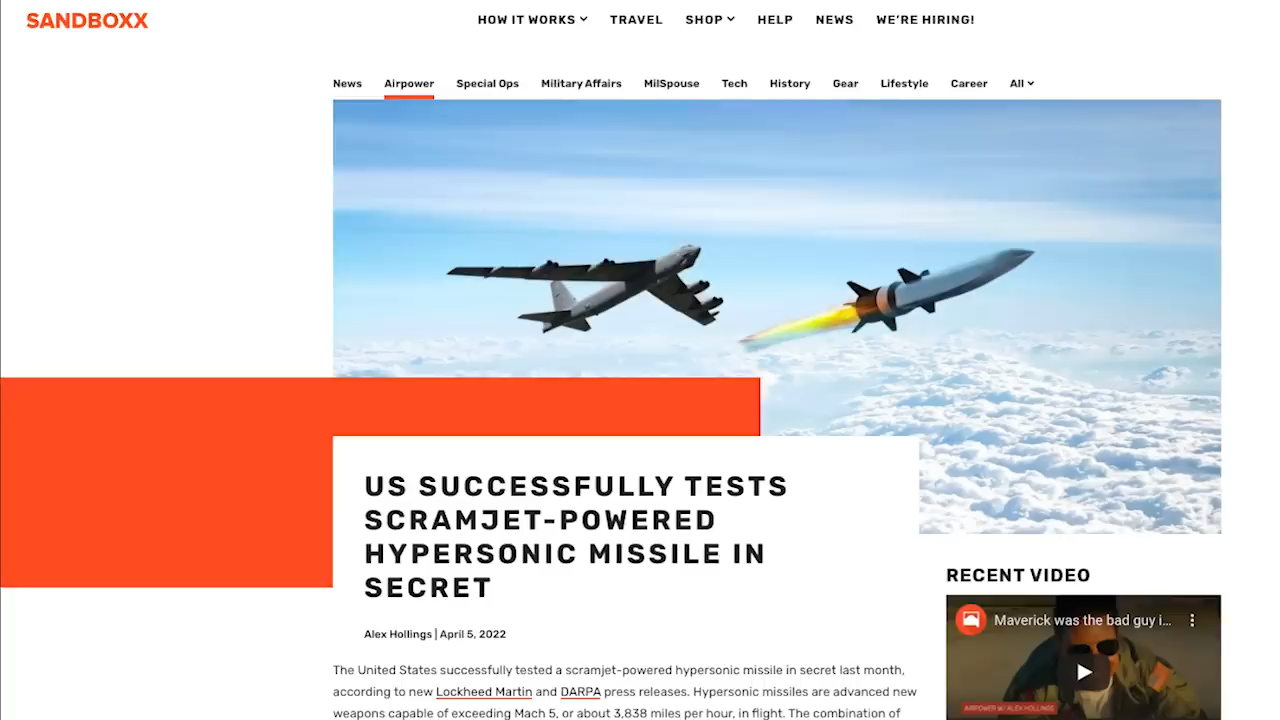 SANDBOXX
HOW IT WORKS TRAVEL SHOP HELP NEWS WE'RE HIRING!
News Airpower Special Ops Military Affairs MilSpouse Tech History Gear Lifestyle Career All
US SUCCESSFULLY TESTS
SCRAMJET-POWERED
HYPERSONIC MISSILE IN
SECRET
Alex Hollings | April 5, 2022
The United States successfully tested a scramjet-powered hypersonic missile in secret last month,
according to new Lockheed Martin and DARPA press releases. Hypersonic missiles are advanced new
weapons capable of exceeding Mach 5, or about 3,838 miles per hour, in flight. The combination of
RECENT VIDEO
Maverick was the bad guy i...
AIRPOWER W/ ALEX HOLLINGS